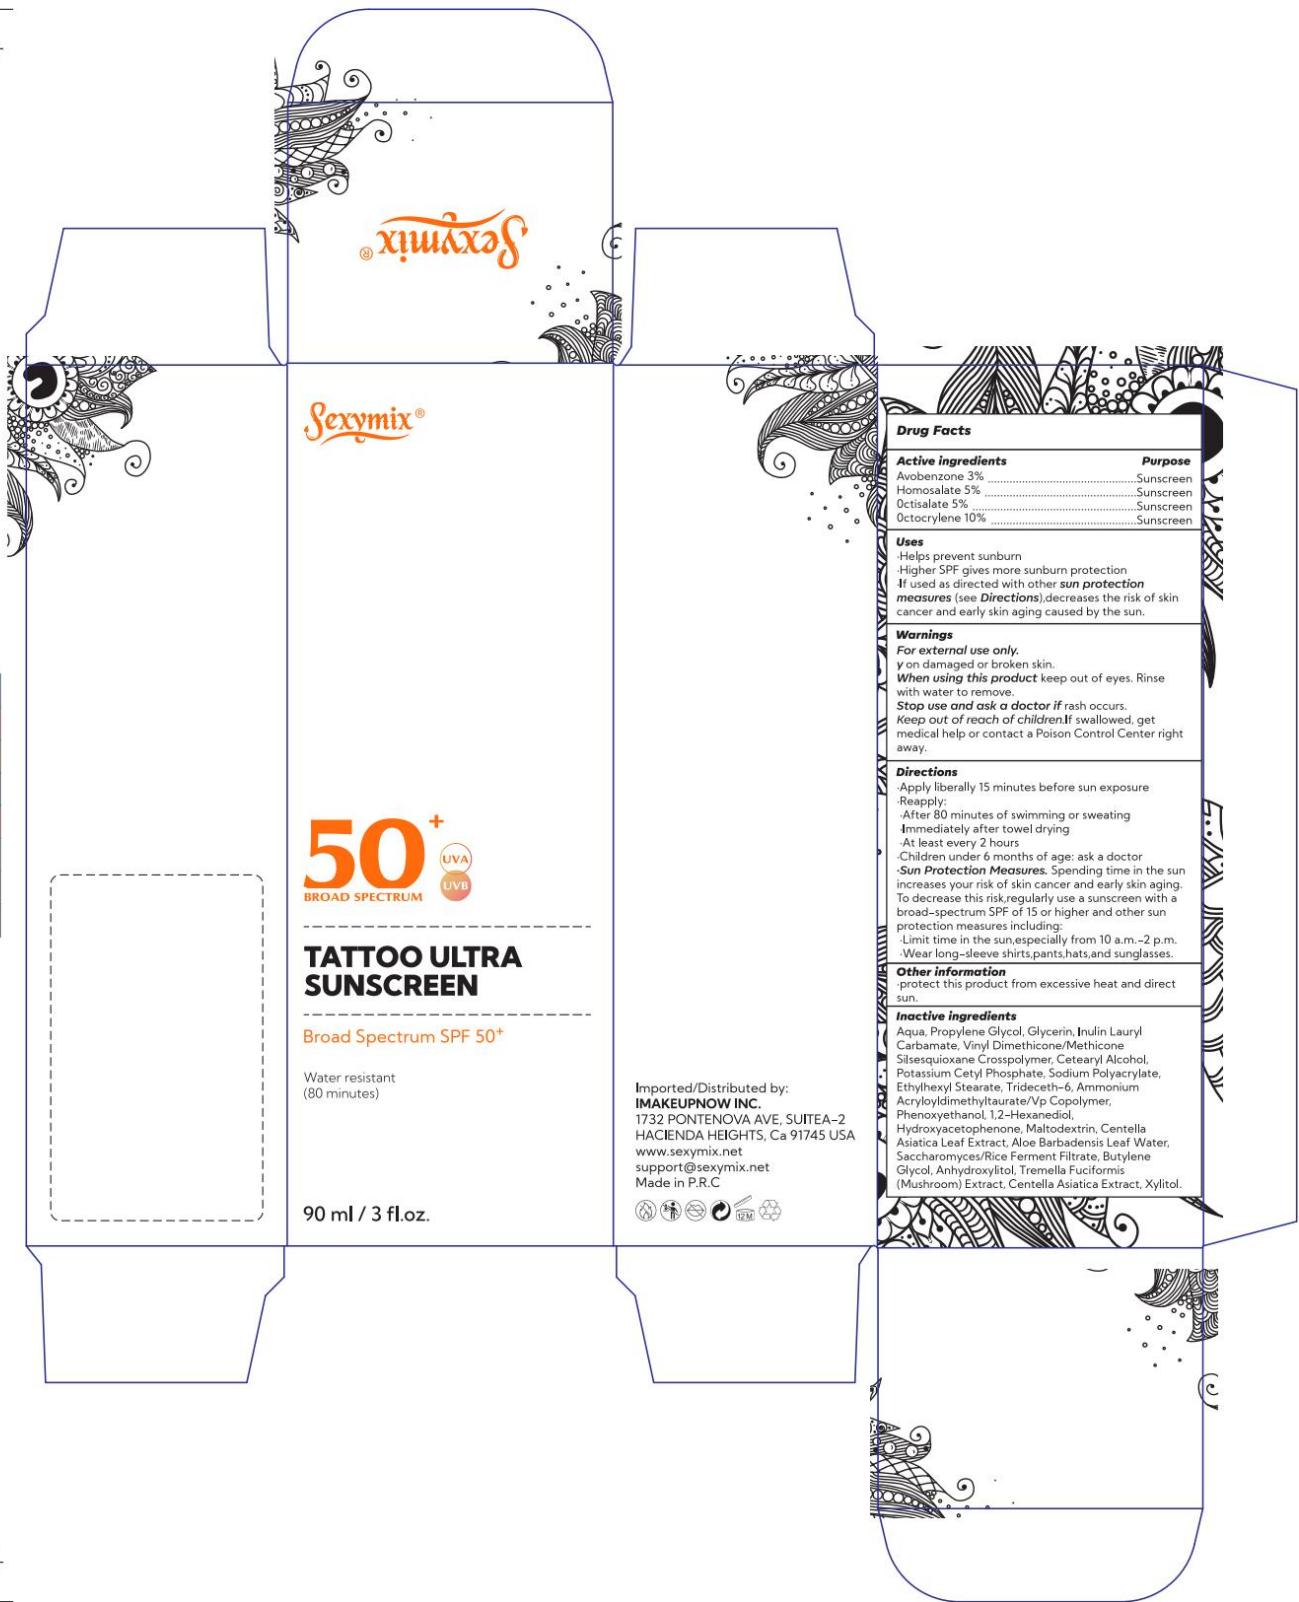 Sexymix®
Sexymix®
50+
UVA
UVB
BROAD SPECTRUM
TATTOO ULTRA
SUNSCREEN
Broad Spectrum SPF 50+
Water resistant
(80 minutes)
90 ml / 3 fl.oz.
Imported/Distributed by:
IMAKEUPNOW INC.
1732 PONTENOVA AVE, SUITEA-2
HACIENDA HEIGHTS, Ca 91745 USA
www.sexymix.net
support@sexymix.net
Made in P.R.C
12M
Drug Facts
Active ingredients Purpose
Avobenzone 3% ........ Sunscreen
Homosalate 5% ........ Sunscreen
0ctisalate 5% ........ Sunscreen
0ctocrylene 10% ........ Sunscreen
Uses
·Helps prevent sunburn
·Higher SPF gives more sunburn protection
·If used as directed with other sun protection
measures (see Directions),decreases the risk of skin
cancer and early skin aging caused by the sun.
Warnings
For external use only.
y on damaged or broken skin.
When using this product keep out of eyes. Rinse
with water to remove.
Stop use and ask a doctor if rash occurs.
Keep out of reach of children.If swallowed, get
medical help or contact a Poison Control Center right
away.
Directions
·Apply liberally 15 minutes before sun exposure
·Reapply:
·After 80 minutes of swimming or sweating
·Immediately after towel drying
·At least every 2 hours
·Children under 6 months of age: ask a doctor
·Sun Protection Measures. Spending time in the sun
increases your risk of skin cancer and early skin aging.
To decrease this risk,regularly use a sunscreen with a
broad-spectrum SPF of 15 or higher and other sun
protection measures including:
·Limit time in the sun,especially from 10 a.m.-2 p.m.
·Wear long-sleeve shirts,pants,hats,and sunglasses.
Other information
·protect this product from excessive heat and direct
sun.
Inactive ingredients
Aqua, Propylene Glycol, Glycerin, Inulin Lauryl
Carbamate, Vinyl Dimethicone/Methicone
Silsesquioxane Crosspolymer, Cetearyl Alcohol,
Potassium Cetyl Phosphate, Sodium Polyacrylate,
Ethylhexyl Stearate, Trideceth-6, Ammonium
Acryloyldimethyltaurate/Vp Copolymer,
Phenoxyethanol, 1,2-Hexanediol,
Hydroxyacetophenone, Maltodextrin, Centella
Asiatica Leaf Extract, Aloe Barbadensis Leaf Water,
Saccharomyces/Rice Ferment Filtrate, Butylene
Glycol, Anhydroxylitol, Tremella Fuciformis
(Mushroom) Extract, Centella Asiatica Extract, Xylitol.